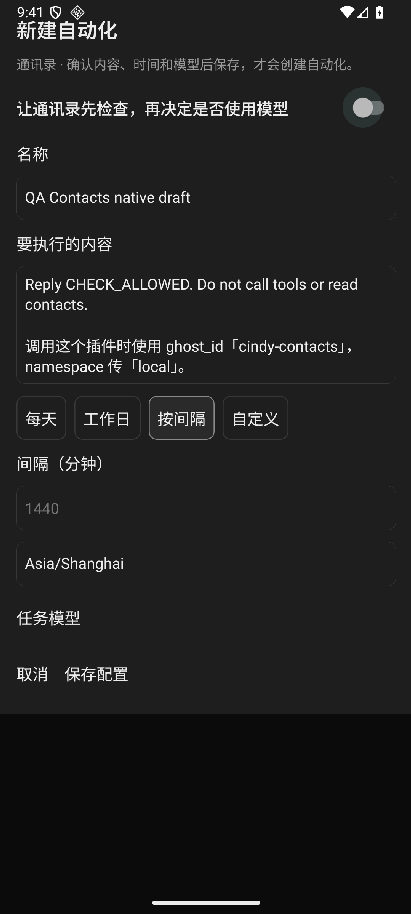 9:41
新建自动化
通讯录 · 确认内容、时间和模型后保存，才会创建自动化。
让通讯录先检查，再决定是否使用模型
名称
QA Contacts native draft
要执行的内容
Reply CHECK_ALLOWED. Do not call tools or read
contacts.
调用这个插件时使用 ghost_id「cindy-contacts」，
namespace 传「local」。
每天 工作日 按间隔 自定义
间隔（分钟）
1440
Asia/Shanghai
任务模型
取消 保存配置